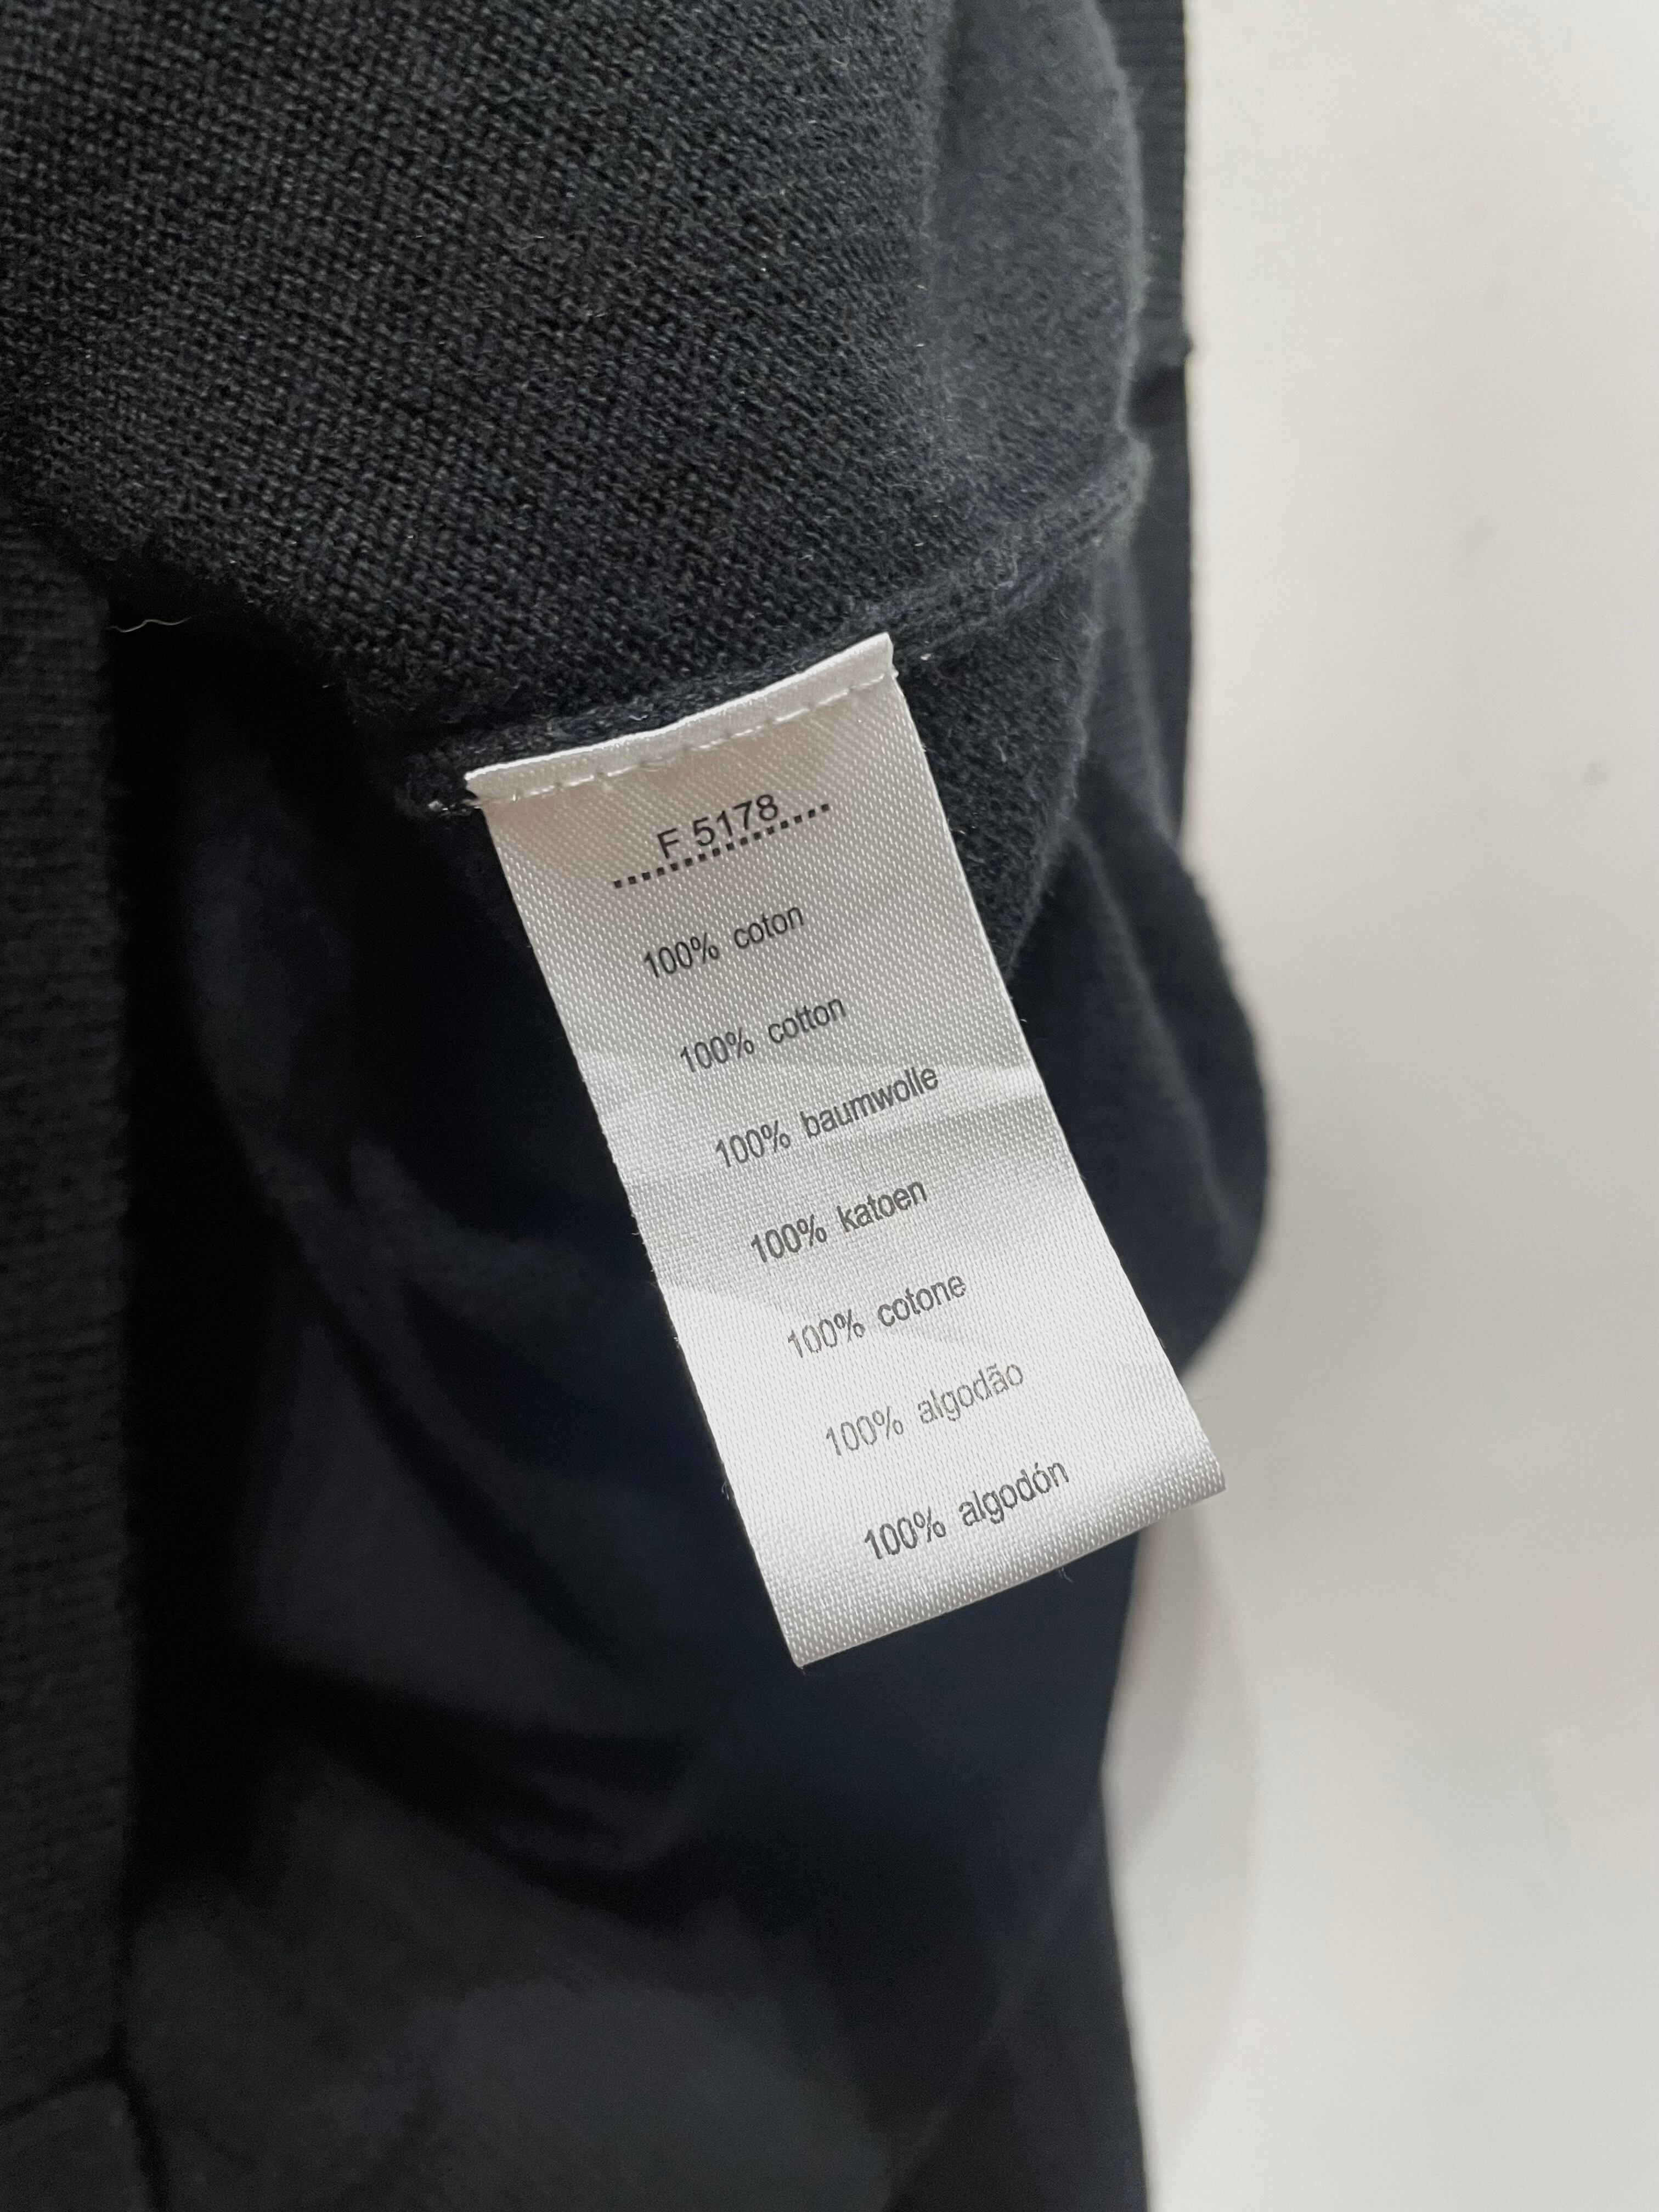 F 5178
100% coton
100% cotton
100% baumwolle
100% katoen
100% cotone
100% algodão
100% algodón